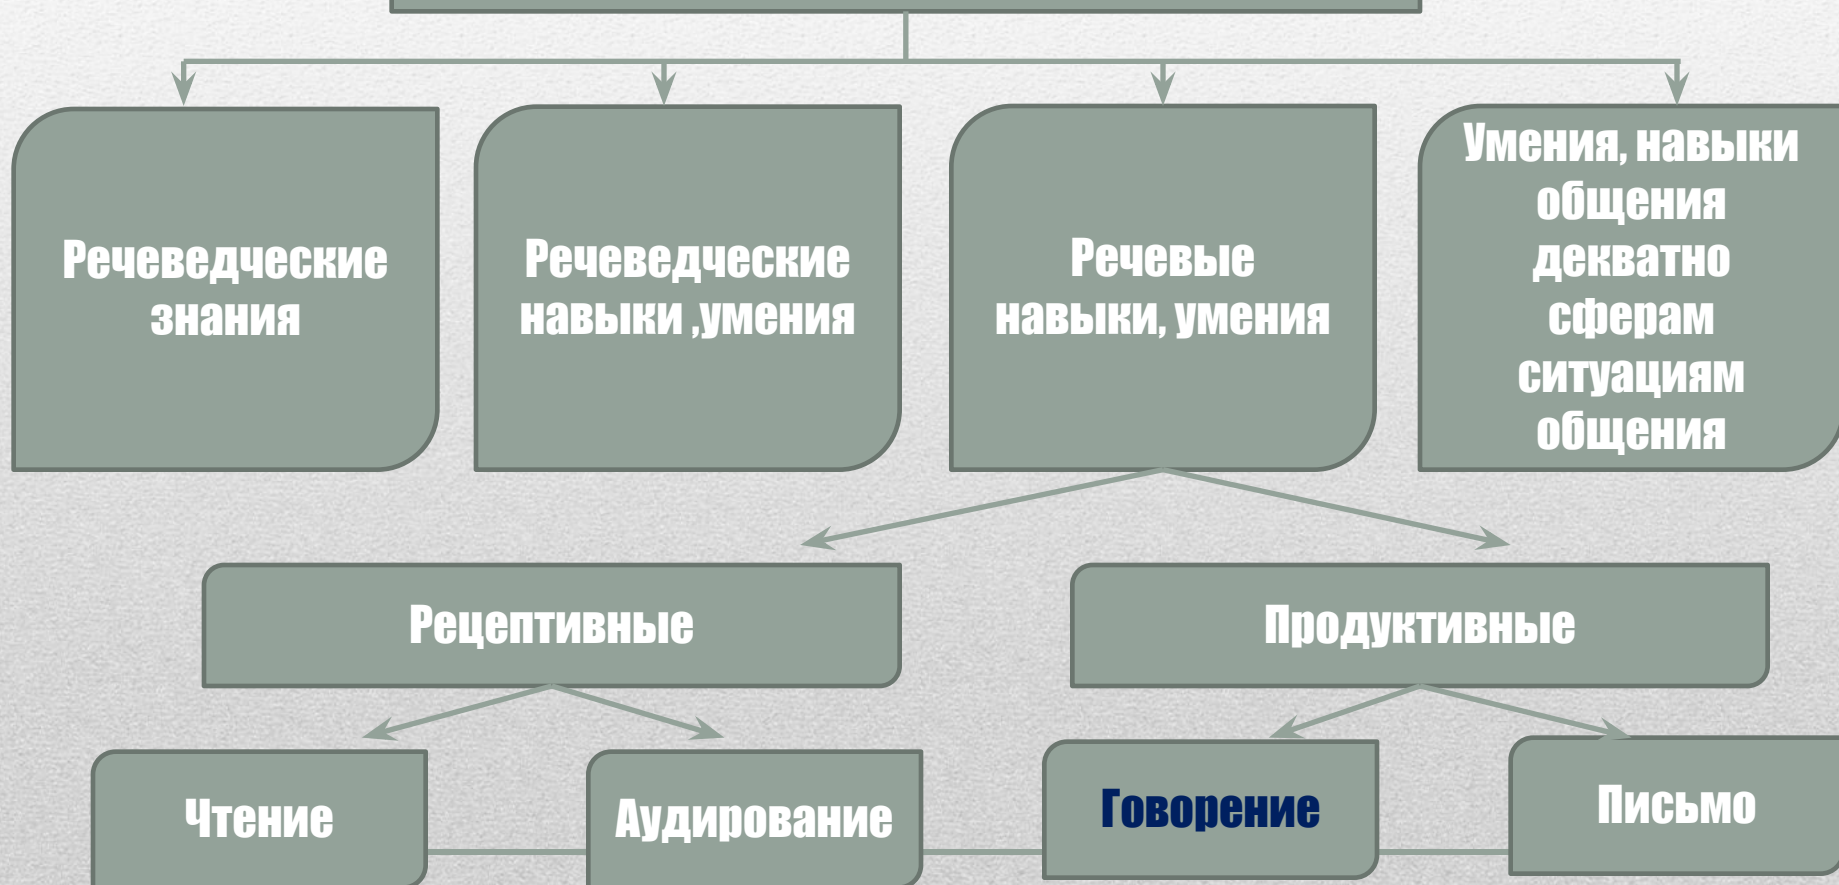 Речеведческие
знания
Речеведческие
навыки ,умения
Речевые
навыки, умения
Умения, навыки
общения
декватно
сферам
ситуациям
общения
Рецептивные
Продуктивные
Чтение
Аудирование
Говорение
Письмо